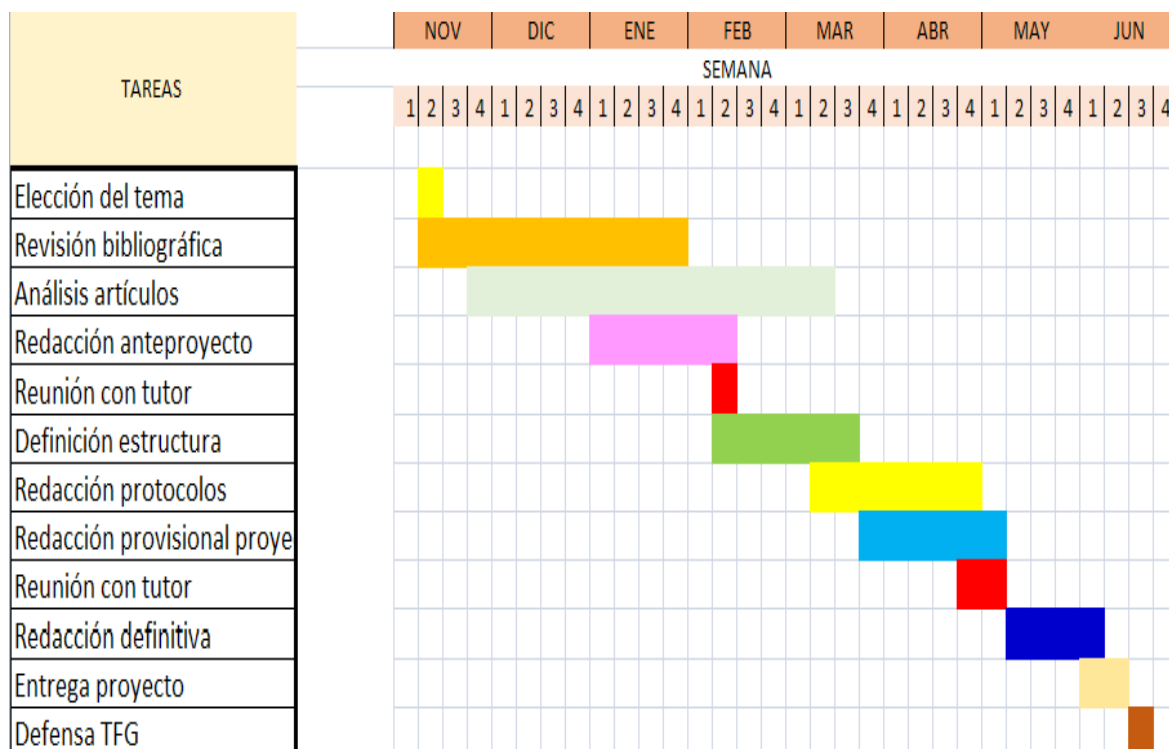 TAREAS
NOV DIC ENE FEB MAR ABR MAY JUN
SEMANA
1 2 3 4 1 2 3 4 1 2 3 4 1 2 3 4 1 2 3 4 1 2 3 4 1 2 3 4 1 2 3 4
Elección del tema
Revisión bibliográfica
Análisis artículos
Redacción anteproyecto
Reunión con tutor
Definición estructura
Redacción protocolos
Redacción provisional proye
Reunión con tutor
Redacción definitiva
Entrega proyecto
Defensa TFG